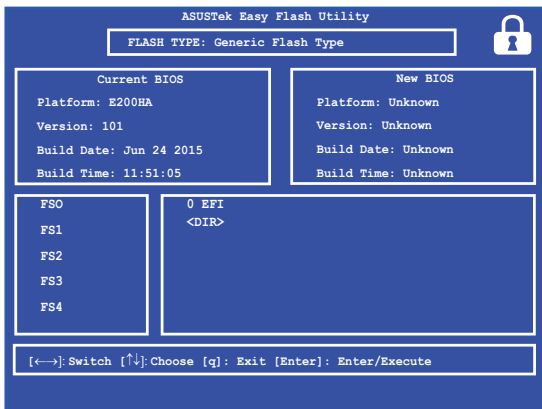 ASUSTek Easy Flash Utility
FLASH TYPE: Generic Flash Type
Current BIOS
Platform: E200HA
Version: 101
Build Date: Jun 24 2015
Build Time: 11:51:05
New BIOS
Platform: Unknown
Version: Unknown
Build Date: Unknown
Build Time: Unknown
FSO
FS1
FS2
FS3
FS4
0 EFI
<DIR>
[←→]: Switch [↑↓]: Choose [q]: Exit [Enter]: Enter/Execute